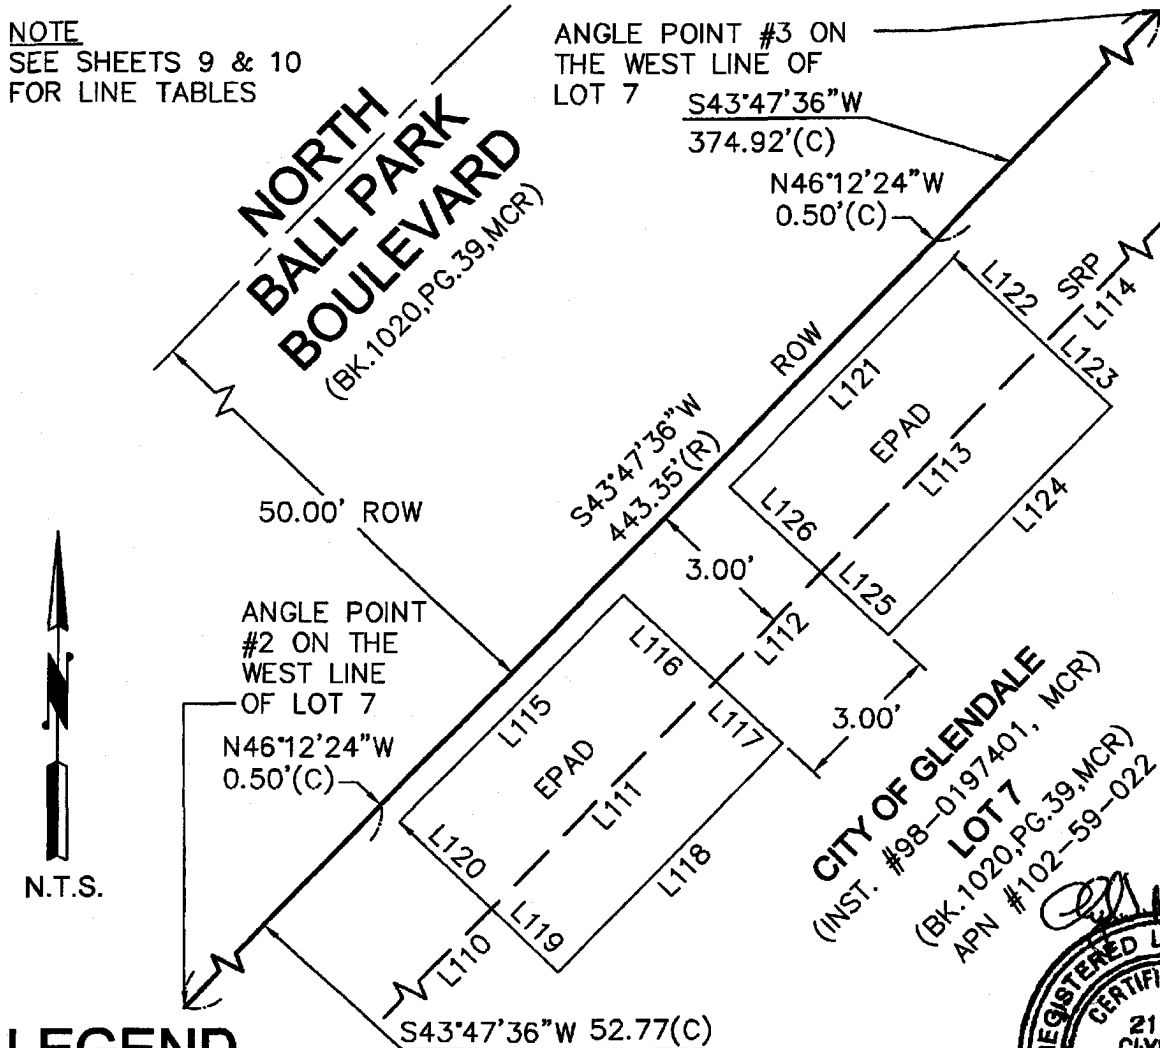 NOTE
SEE SHEETS 9 & 10
FOR LINE TABLES
ANGLE POINT #3 ON
THE WEST LINE OF
LOT 7
S43°47'36"W
374.92'(C)
N46°12'24"W
0.50'(C)
NORTH
BALL PARK
BOULEVARD
(BK.1020,PG.39,MCR)
SRP
L114
L122
L123
ROW
L121
EPAD
L113
L124
S43°47'36"W
443.35'(R)
L126
L125
50.00' ROW
3.00'
L112
ANGLE POINT
#2 ON THE
WEST LINE
OF LOT 7
N46°12'24"W
0.50'(C)
L116
L117
L115
EPAD
L111
L118
3.00'
L120
L119
L110
CITY OF GLENDALE
(INST. #98-0197401, MCR)
LOT 7
(BK.1020,PG.39,MCR)
APN #102-59-022
N
N.T.S.
S43°47'36"W 52.77(C)
LEGEND
REGISTERED L
CERTIFI
21